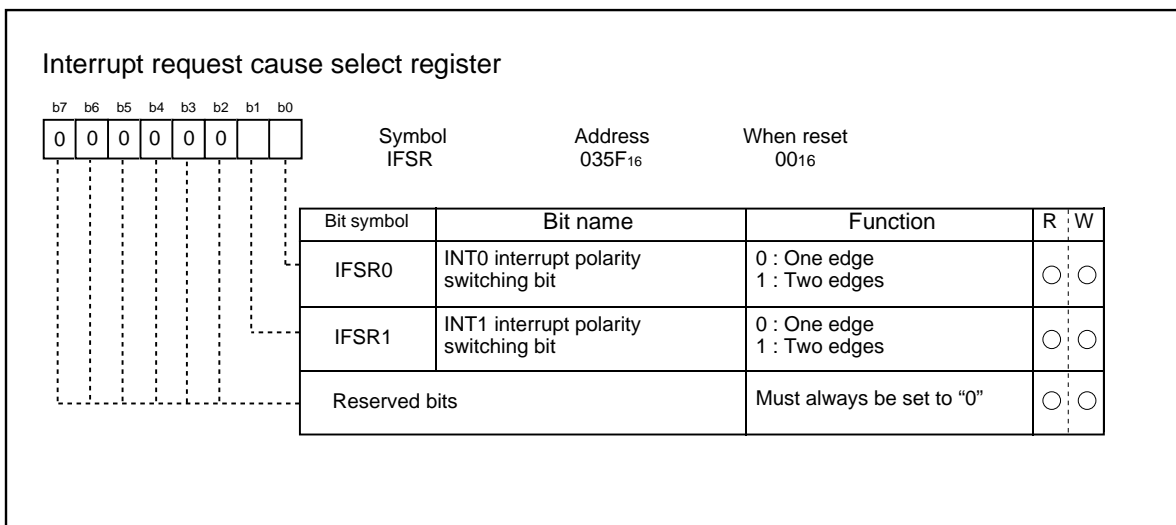 Interrupt request cause select register
b7 b6 b5 b4 b3 b2 b1 b0
0 0 0 0 0 0
Symbol Address When reset
IFSR 035F16 0016
Bit symbol Bit name Function R W
IFSR0 INT0 interrupt polarity 0 : One edge
switching bit 1 : Two edges
IFSR1 INT1 interrupt polarity 0 : One edge
switching bit 1 : Two edges
Reserved bits Must always be set to “0”